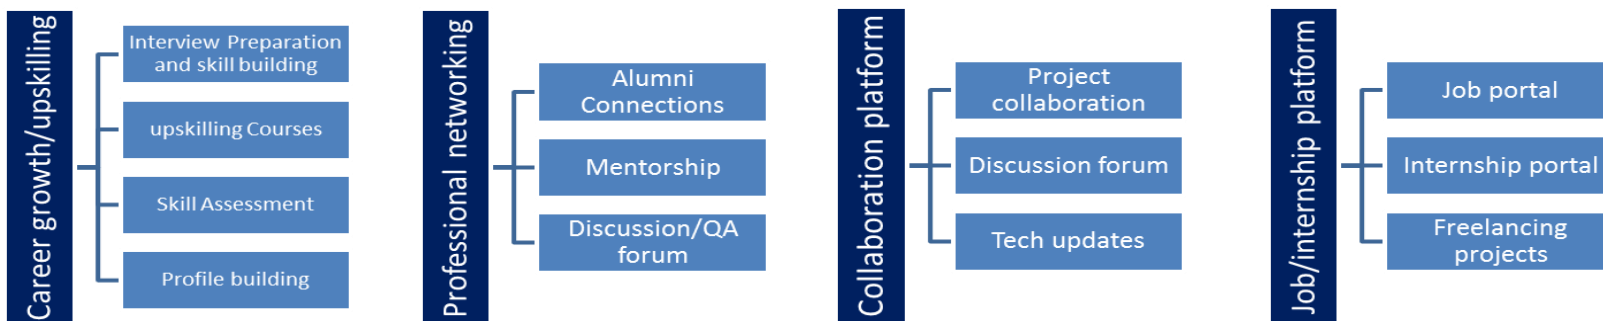 Career growth/upskilling
Interview Preparation
and skill building
upskilling Courses
Skill Assessment
Profile building
Professional networking
Alumni
Connections
Mentorship
Discussion/QA
forum
Collaboration platform
Project
collaboration
Discussion forum
Tech updates
Job/internship platform
Job portal
Internship portal
Freelancing
projects